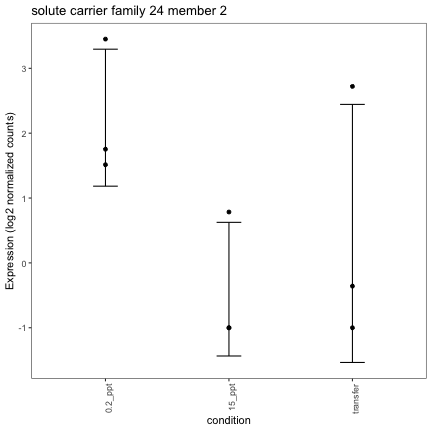 solute carrier family 24 member 2
Expression (log2 normalized counts)
3
2
1
0
-1
0.2_ppt
15_ppt
transfer
condition